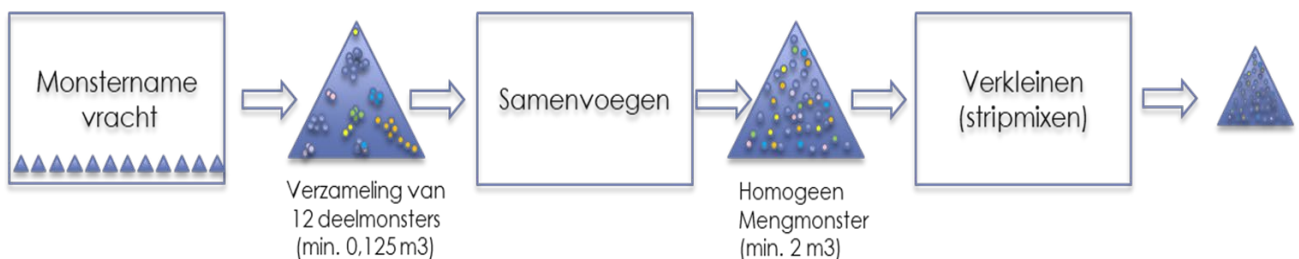 Monstername
vracht
Verzameling van
12 deelmonsters
(min. 0,125 m3)
Samenvoegen
Homogeen
Mengmonster
(min. 2 m3)
Verkleinen
(stripmixen)